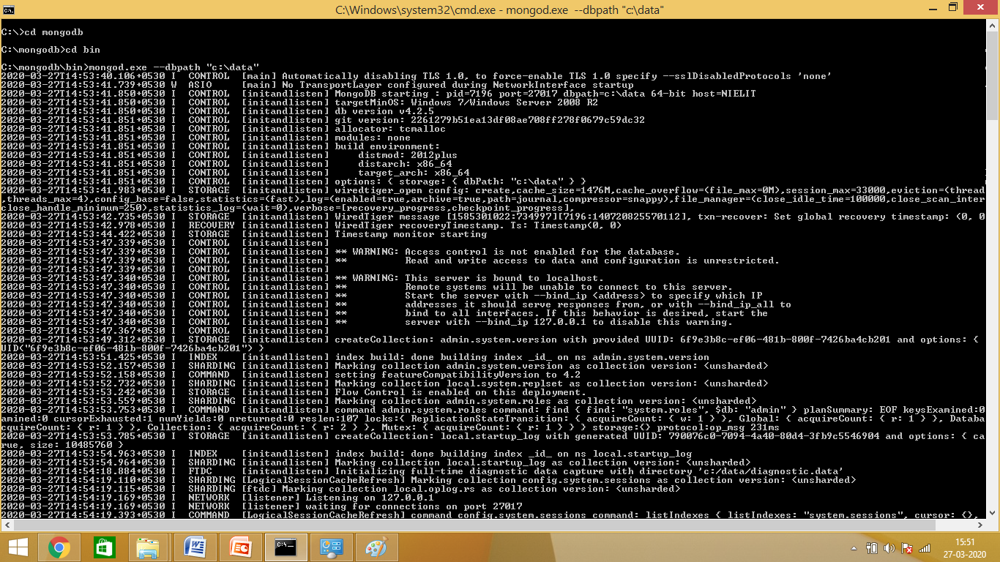 C:\Windows\system32\cmd.exe - mongod.exe --dbpath "c:\data"
C:\>cd mongodb
C:\mongodb>cd bin
C:\mongodb\bin>mongod.exe --dbpath "c:\data"
2020-03-27T14:53:40.106+0530 I CONTROL [main] Automatically disabling TLS 1.0, to force-enable TLS 1.0 specify --sslDisabledProtocols 'none'
2020-03-27T14:53:41.739+0530 W ASIO [main] No TransportLayer configured during NetworkInterface startup
2020-03-27T14:53:41.850+0530 I CONTROL [initandlisten] MongoDB starting : pid=7196 port=27017 dbpath=c:\data 64-bit host=NIELIT
2020-03-27T14:53:41.850+0530 I CONTROL [initandlisten] targetMinOS: Windows 7/Windows Server 2008 R2
2020-03-27T14:53:41.850+0530 I CONTROL [initandlisten] db version v4.2.5
2020-03-27T14:53:41.851+0530 I CONTROL [initandlisten] git version: 2261279b51ea13df08ae708ff278f0679c59dc32
2020-03-27T14:53:41.851+0530 I CONTROL [initandlisten] allocator: tcmalloc
2020-03-27T14:53:41.851+0530 I CONTROL [initandlisten] modules: none
2020-03-27T14:53:41.851+0530 I CONTROL [initandlisten] build environment:
2020-03-27T14:53:41.851+0530 I CONTROL [initandlisten] distmod: 2012plus
2020-03-27T14:53:41.851+0530 I CONTROL [initandlisten] distarch: x86_64
2020-03-27T14:53:41.851+0530 I CONTROL [initandlisten] target_arch: x86_64
2020-03-27T14:53:41.851+0530 I CONTROL [initandlisten] options: { storage: { dbPath: "c:\data" } }
2020-03-27T14:53:41.983+0530 I STORAGE [initandlisten] wiredtiger_open config: create,cache_size=1476M,cache_overflow=(file_max=0M),session_max=33000,eviction=(thread
,threads_max=4),config_base=false,statistics=(fast),log=(enabled=true,archive=true,path=journal,compressor=snappy),file_manager=(close_idle_time=100000,close_scan_inter
close_handle_minimum=250),statistics_log=(wait=0),verbose=[recovery_progress,checkpoint_progress],
2020-03-27T14:53:42.735+0530 I STORAGE [initandlisten] WiredTiger message [1585301022:734997][7196:140720825570112], txn-recover: Set global recovery timestamp: (0, 0
2020-03-27T14:53:42.978+0530 I RECOVERY [initandlisten] WiredTiger recoveryTimestamp. Ts: Timestamp(0, 0)
2020-03-27T14:53:44.422+0530 I STORAGE [initandlisten] Timestamp monitor starting
2020-03-27T14:53:47.339+0530 I CONTROL [initandlisten]
2020-03-27T14:53:47.339+0530 I CONTROL [initandlisten] ** WARNING: Access control is not enabled for the database.
2020-03-27T14:53:47.339+0530 I CONTROL [initandlisten] ** Read and write access to data and configuration is unrestricted.
2020-03-27T14:53:47.339+0530 I CONTROL [initandlisten]
2020-03-27T14:53:47.340+0530 I CONTROL [initandlisten] ** WARNING: This server is bound to localhost.
2020-03-27T14:53:47.340+0530 I CONTROL [initandlisten] ** Remote systems will be unable to connect to this server.
2020-03-27T14:53:47.340+0530 I CONTROL [initandlisten] ** Start the server with --bind_ip <address> to specify which IP
2020-03-27T14:53:47.340+0530 I CONTROL [initandlisten] ** addresses it should serve responses from, or with --bind_ip_all to
2020-03-27T14:53:47.340+0530 I CONTROL [initandlisten] ** bind to all interfaces. If this behavior is desired, start the
2020-03-27T14:53:47.340+0530 I CONTROL [initandlisten] ** server with --bind_ip 127.0.0.1 to disable this warning.
2020-03-27T14:53:47.367+0530 I CONTROL [initandlisten]
2020-03-27T14:53:49.312+0530 I STORAGE [initandlisten] createCollection: admin.system.version with provided UUID: 6f9e3b8c-ef06-481b-800f-7426ba4cb201 and options: {
UID("6f9e3b8c-ef06-481b-800f-7426ba4cb201") }
2020-03-27T14:53:51.425+0530 I INDEX [initandlisten] index build: done building index _id_ on ns admin.system.version
2020-03-27T14:53:52.157+0530 I SHARDING [initandlisten] Marking collection admin.system.version as collection version: <unsharded>
2020-03-27T14:53:52.158+0530 I COMMAND [initandlisten] setting featureCompatibilityVersion to 4.2
2020-03-27T14:53:52.732+0530 I SHARDING [initandlisten] Marking collection local.system.replset as collection version: <unsharded>
2020-03-27T14:53:53.242+0530 I STORAGE [initandlisten] Flow Control is enabled on this deployment.
2020-03-27T14:53:53.559+0530 I SHARDING [initandlisten] Marking collection admin.system.roles as collection version: <unsharded>
2020-03-27T14:53:53.753+0530 I COMMAND [initandlisten] command admin.system.roles command: find { find: "system.roles", $db: "admin" } planSummary: EOF keysExamined:0
amined:0 cursorExhausted:1 numYields:0 nreturned:0 reslen:107 locks:{ ReplicationStateTransition: { acquireCount: { w: 1 } }, Global: { acquireCount: { r: 1 } }, Databa
acquireCount: { r: 1 } }, Collection: { acquireCount: { r: 2 } }, Mutex: { acquireCount: { r: 1 } } } storage:{} protocol:op_msg 231ms
2020-03-27T14:53:53.785+0530 I STORAGE [initandlisten] createCollection: local.startup_log with generated UUID: 790076c0-7094-4a40-80d4-3fb9c5546904 and options: { ca
rue, size: 10485760 }
2020-03-27T14:53:54.963+0530 I INDEX [initandlisten] index build: done building index _id_ on ns local.startup_log
2020-03-27T14:53:54.964+0530 I SHARDING [initandlisten] Marking collection local.startup_log as collection version: <unsharded>
2020-03-27T14:54:18.884+0530 I FTDC [initandlisten] Initializing full-time diagnostic data capture with directory 'c:/data/diagnostic.data'
2020-03-27T14:54:19.110+0530 I SHARDING [LogicalSessionCacheRefresh] Marking collection config.system.sessions as collection version: <unsharded>
2020-03-27T14:54:19.115+0530 I SHARDING [ftdc] Marking collection local.oplog.rs as collection version: <unsharded>
2020-03-27T14:54:19.169+0530 I NETWORK [listener] Listening on 127.0.0.1
2020-03-27T14:54:19.169+0530 I NETWORK [listener] waiting for connections on port 27017
2020-03-27T14:54:19.393+0530 I COMMAND [LogicalSessionCacheRefresh] command config.system.sessions command: listIndexes { listIndexes: "system.sessions", cursor: {},
15:51
27-03-2020